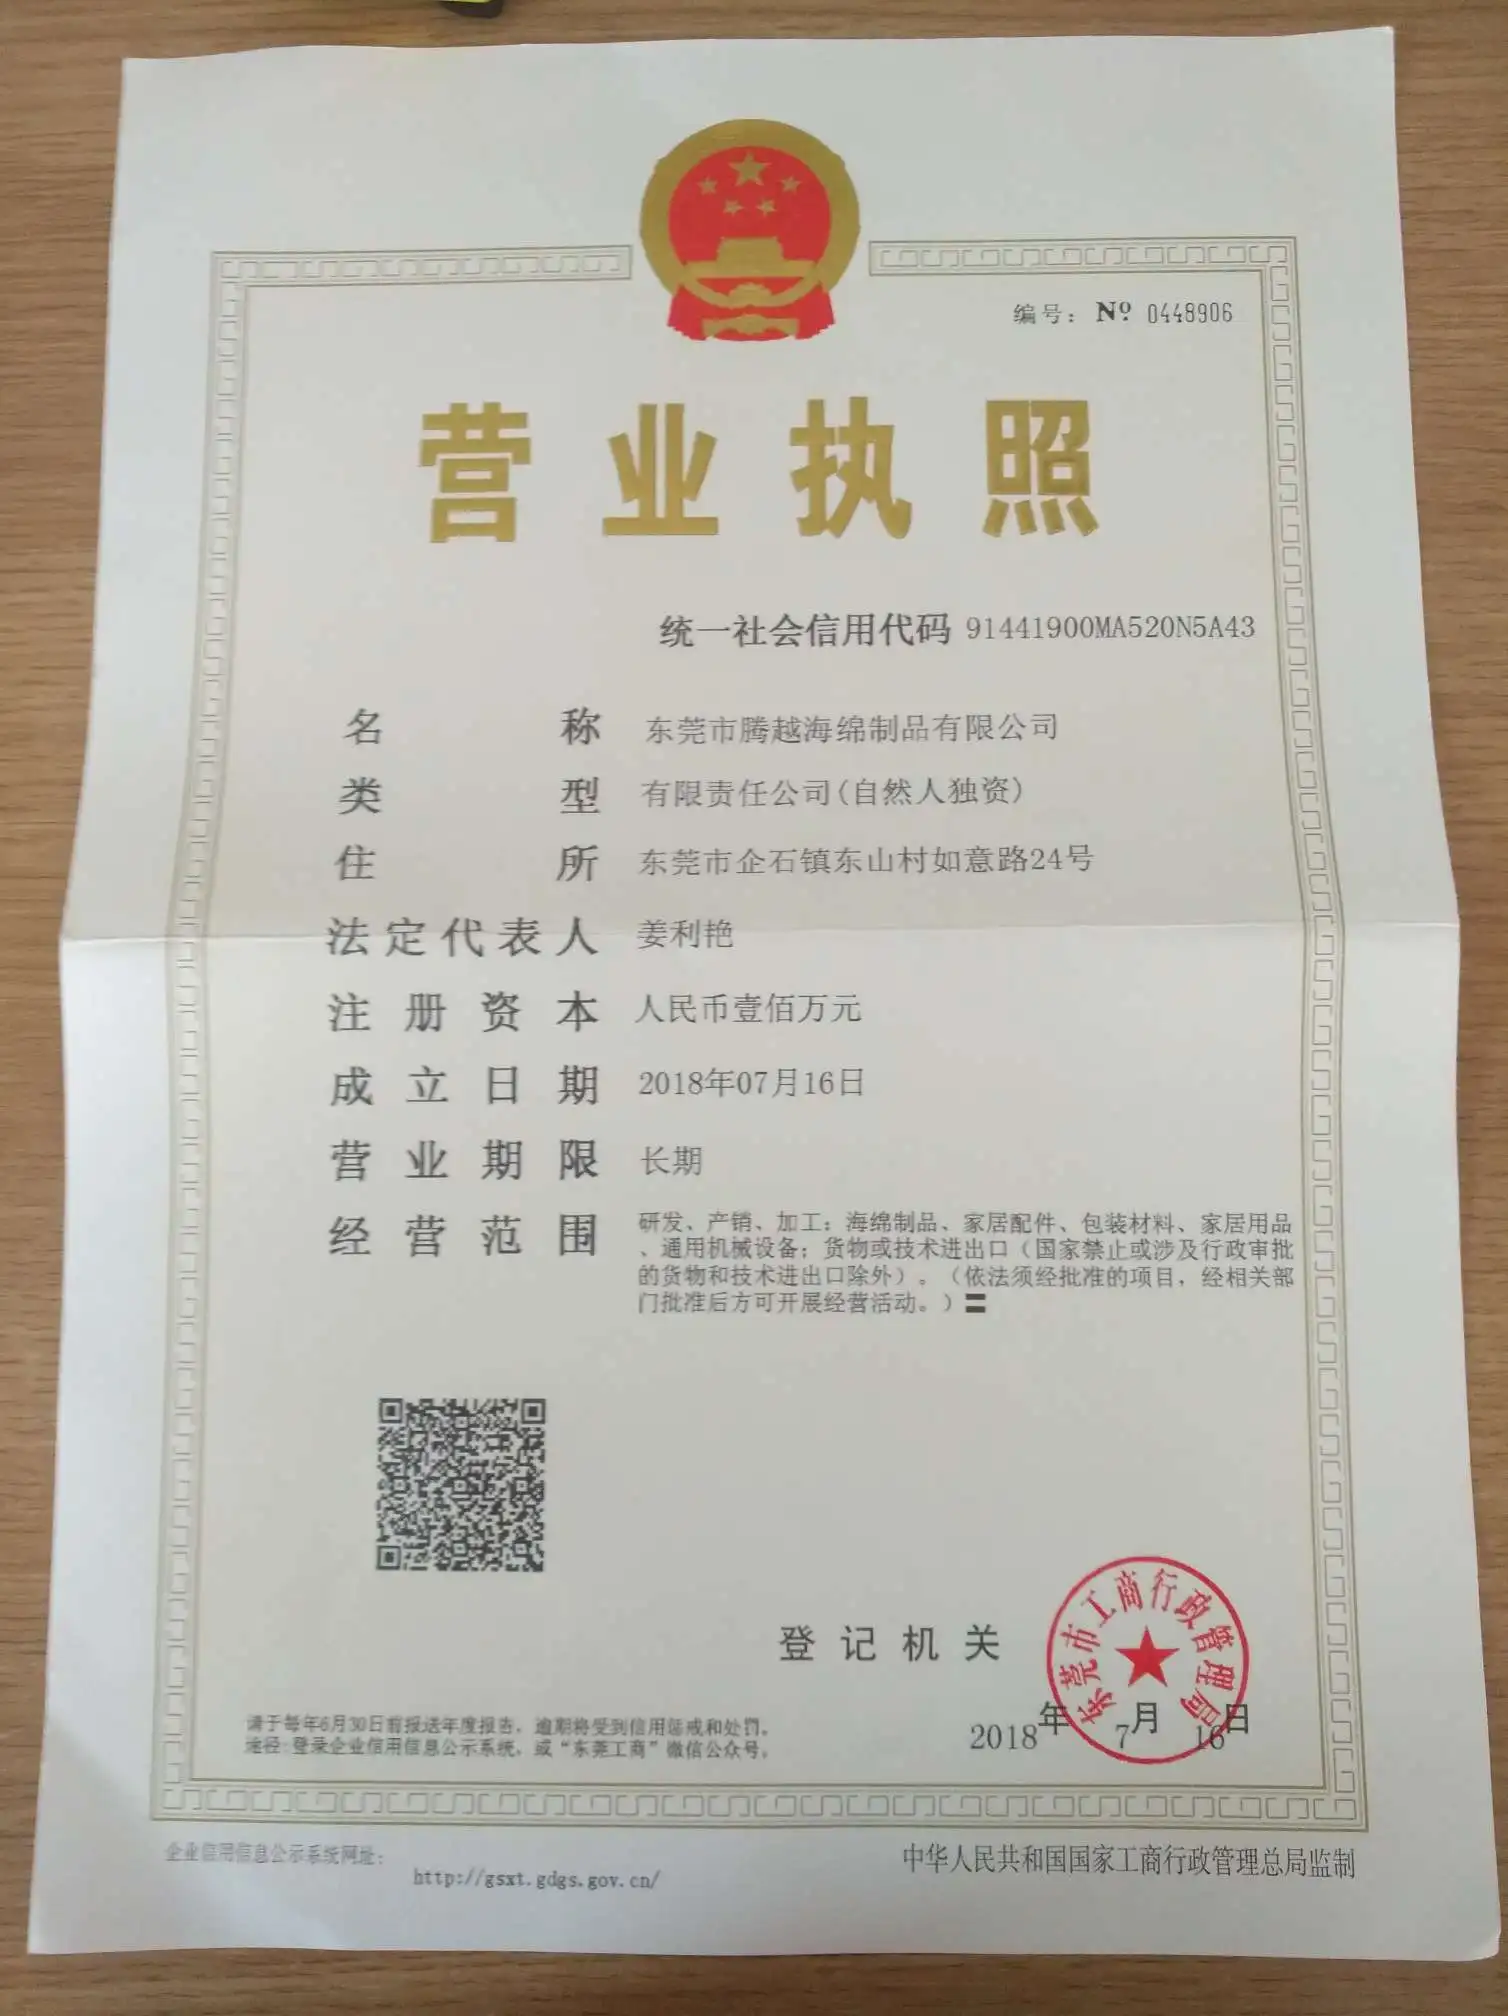 编号：Nº 0448906
营业执照
统一社会信用代码 91441900MA520N5A43
名称 东莞市腾越海绵制品有限公司
类型 有限责任公司(自然人独资)
住所 东莞市企石镇东山村如意路24号
法定代表人 姜利艳
注册资本 人民币壹佰万元
成立日期 2018年07月16日
营业期限 长期
经营范围 研发、产销、加工：海绵制品、家居配件、包装材料、家居用品
、通用机械设备；货物或技术进出口（国家禁止或涉及行政审批
的货物和技术进出口除外）。（依法须经批准的项目，经相关部
门批准后方可开展经营活动。）〓
东莞市工商行政管理局
登记机关
2018年7月16日
请于每年6月30日前报送年度报告，逾期将受到信用惩戒和处罚。
途径：登录企业信用信息公示系统，或“东莞工商”微信公众号。
企业信用信息公示系统网址：
http://gsxt.gdgs.gov.cn/
中华人民共和国国家工商行政管理总局监制